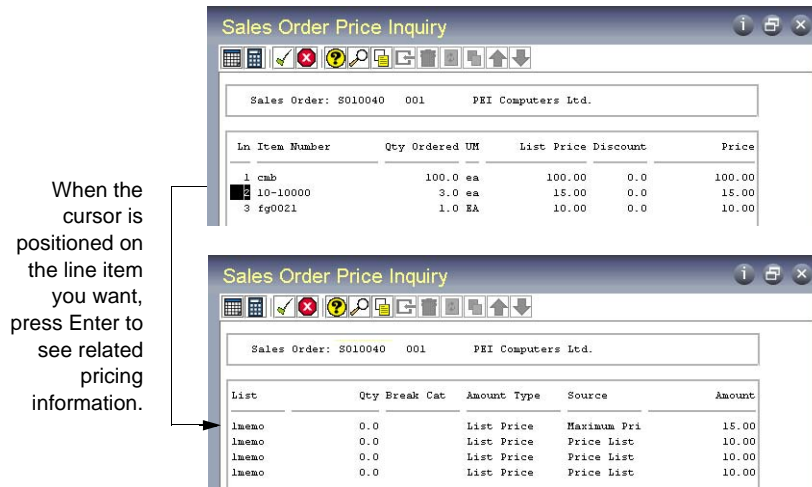 Sales Order Price Inquiry
Sales Order: SO10040 001 PEI Computers Ltd.
Ln Item Number Qty Ordered UM List Price Discount Price
1 cmb 100.0 ea 100.00 0.0 100.00
2 10-10000 3.0 ea 15.00 0.0 15.00
3 fg0021 1.0 EA 10.00 0.0 10.00
When the
cursor is
positioned on
the line item
you want,
press Enter to
see related
pricing
information.
Sales Order Price Inquiry
Sales Order: SO10040 001 PEI Computers Ltd.
List Qty Break Cat Amount Type Source Amount
lmemo 0.0 List Price Maximum Pri 15.00
lmemo 0.0 List Price Price List 10.00
lmemo 0.0 List Price Price List 10.00
lmemo 0.0 List Price Price List 10.00